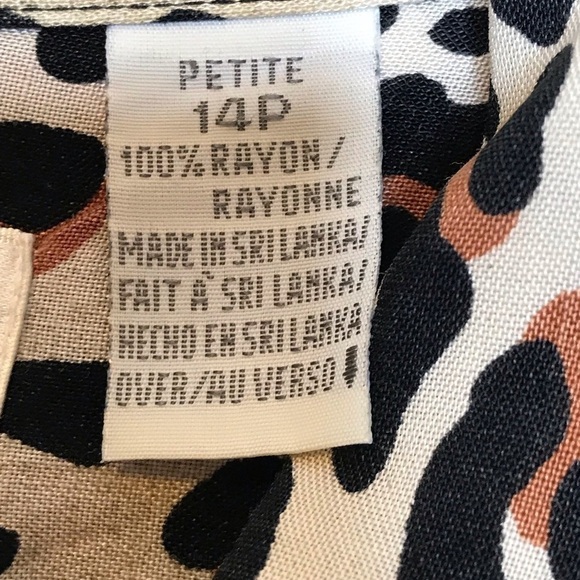 PETITE
14P
100% RAYON/
RAYONNE
MADE IN SRI LANKA/
FAIT À SRI LANKA/
HECHO EN SRI LANKA
OVER/AU VERSO